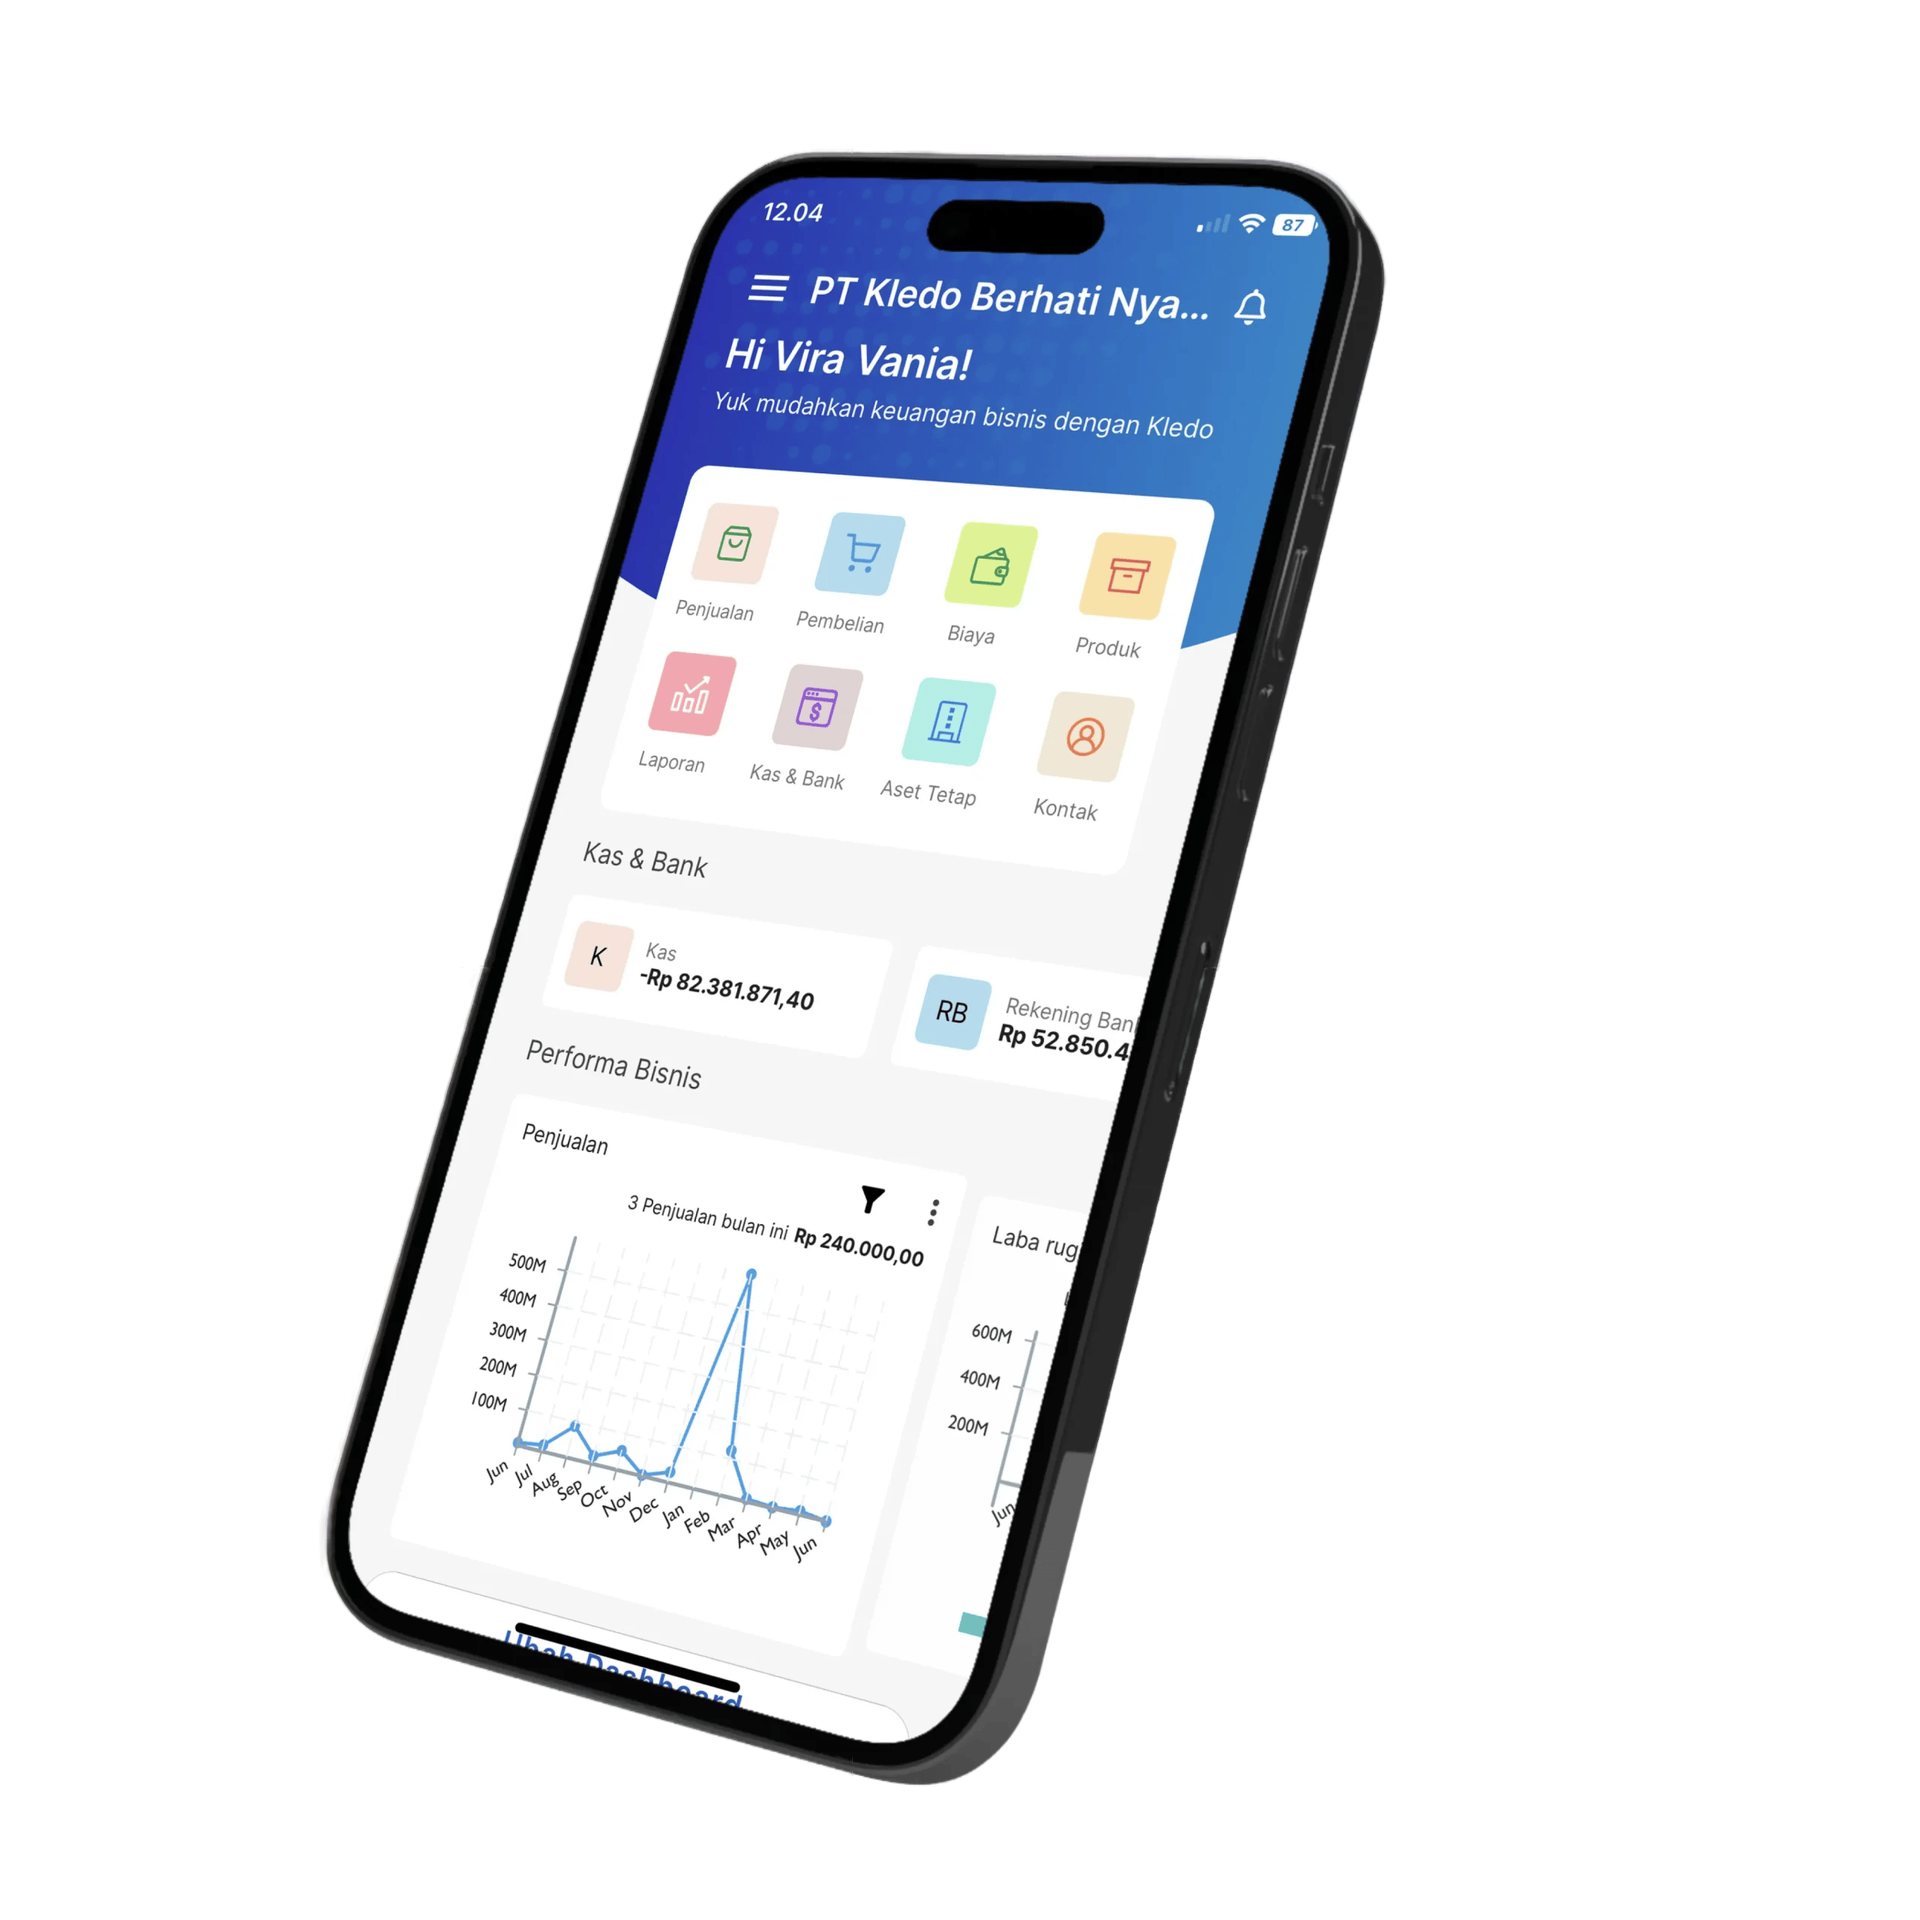 12.04
87
PT Kledo Berhati Nya...
Hi Vira Vania!
Yuk mudahkan keuangan bisnis dengan Kledo
Penjualan
Pembelian
Biaya
Produk
Laporan
Kas & Bank
Aset Tetap
Kontak
Kas & Bank
K
Kas
-Rp 82.381.871,40
RB
Rekening Ban
Rp 52.850.4
Performa Bisnis
Penjualan
3 Penjualan bulan ini Rp 240.000,00
500M
400M
300M
200M
100M
Jun
Jul
Aug
Sep
Oct
Nov
Dec
Jan
Feb
Mar
Apr
May
Jun
Laba rug
600M
400M
200M
Jun
Ubah Dashboard